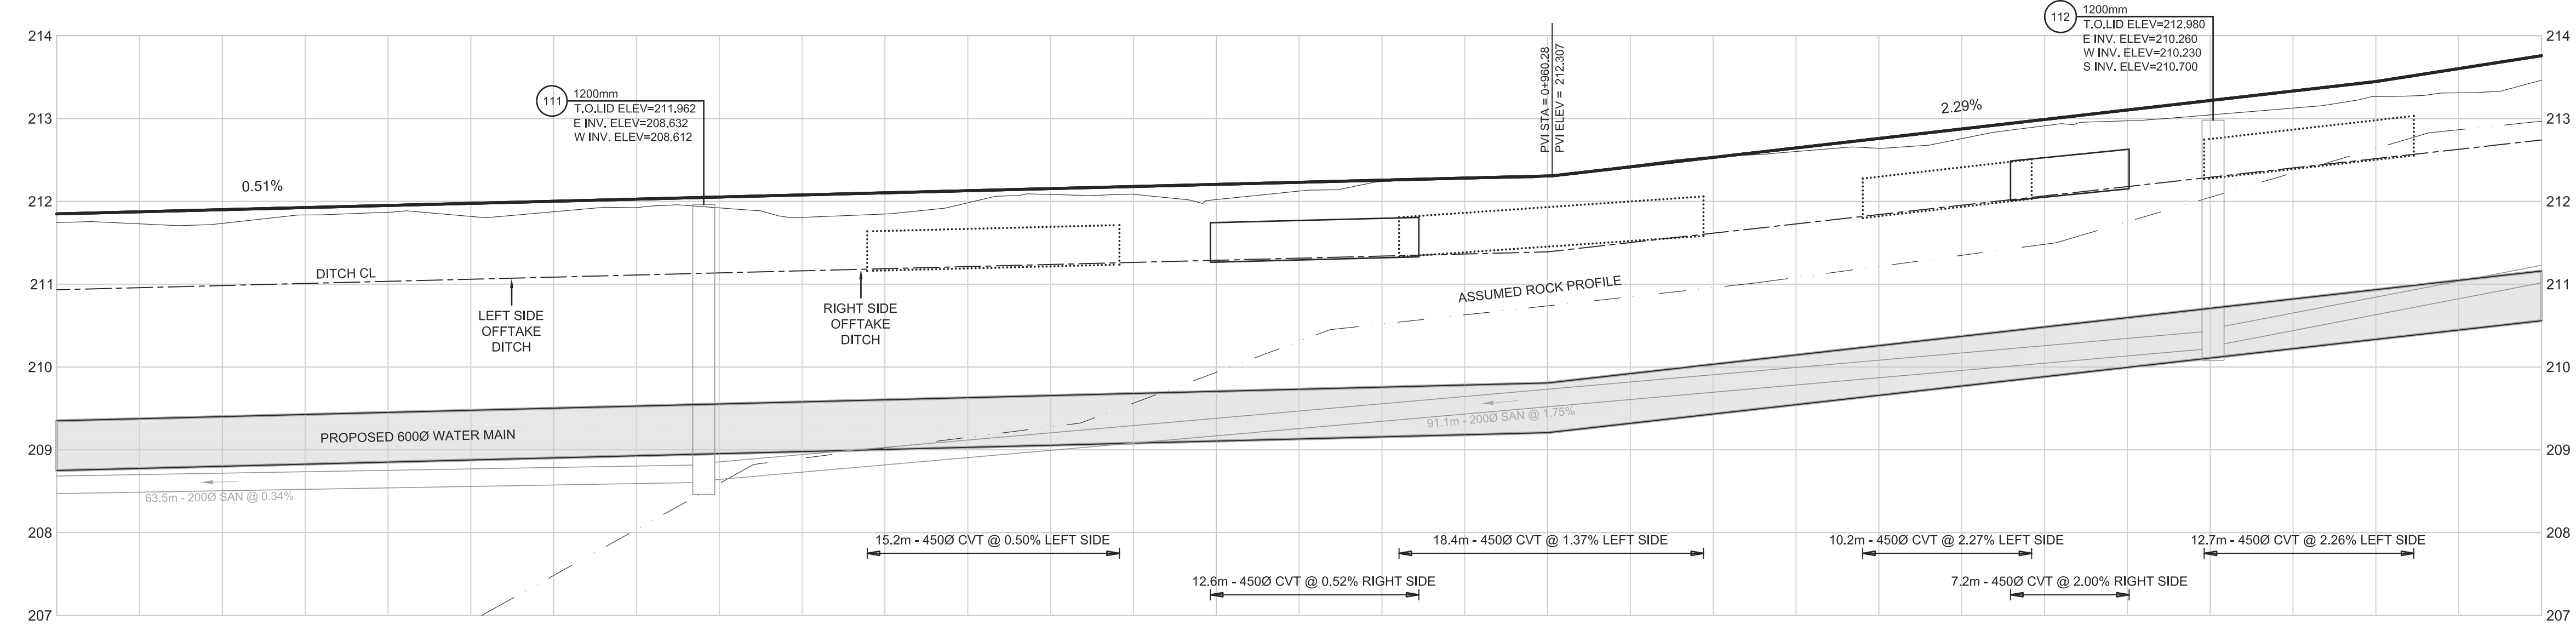 112
1200mm
T.O.LID ELEV=212.980
E INV. ELEV=210.260
W INV. ELEV=210.230
S INV. ELEV=210.700
214
214
PVI STA = 0+960.28
PVI ELEV = 212.307
111
1200mm
T.O.LID ELEV=211.962
E INV. ELEV=208.632
W INV. ELEV=208.612
2.29%
213
213
0.51%
212
212
DITCH CL
211
211
LEFT SIDE
OFFTAKE
DITCH
RIGHT SIDE
OFFTAKE
DITCH
ASSUMED ROCK PROFILE
210
210
91.1m - 200Ø SAN @ 1.75%
PROPOSED 600Ø WATER MAIN
209
209
63.5m - 200Ø SAN @ 0.34%
208
208
15.2m - 450Ø CVT @ 0.50% LEFT SIDE
18.4m - 450Ø CVT @ 1.37% LEFT SIDE
10.2m - 450Ø CVT @ 2.27% LEFT SIDE
12.7m - 450Ø CVT @ 2.26% LEFT SIDE
12.6m - 450Ø CVT @ 0.52% RIGHT SIDE
7.2m - 450Ø CVT @ 2.00% RIGHT SIDE
207
207